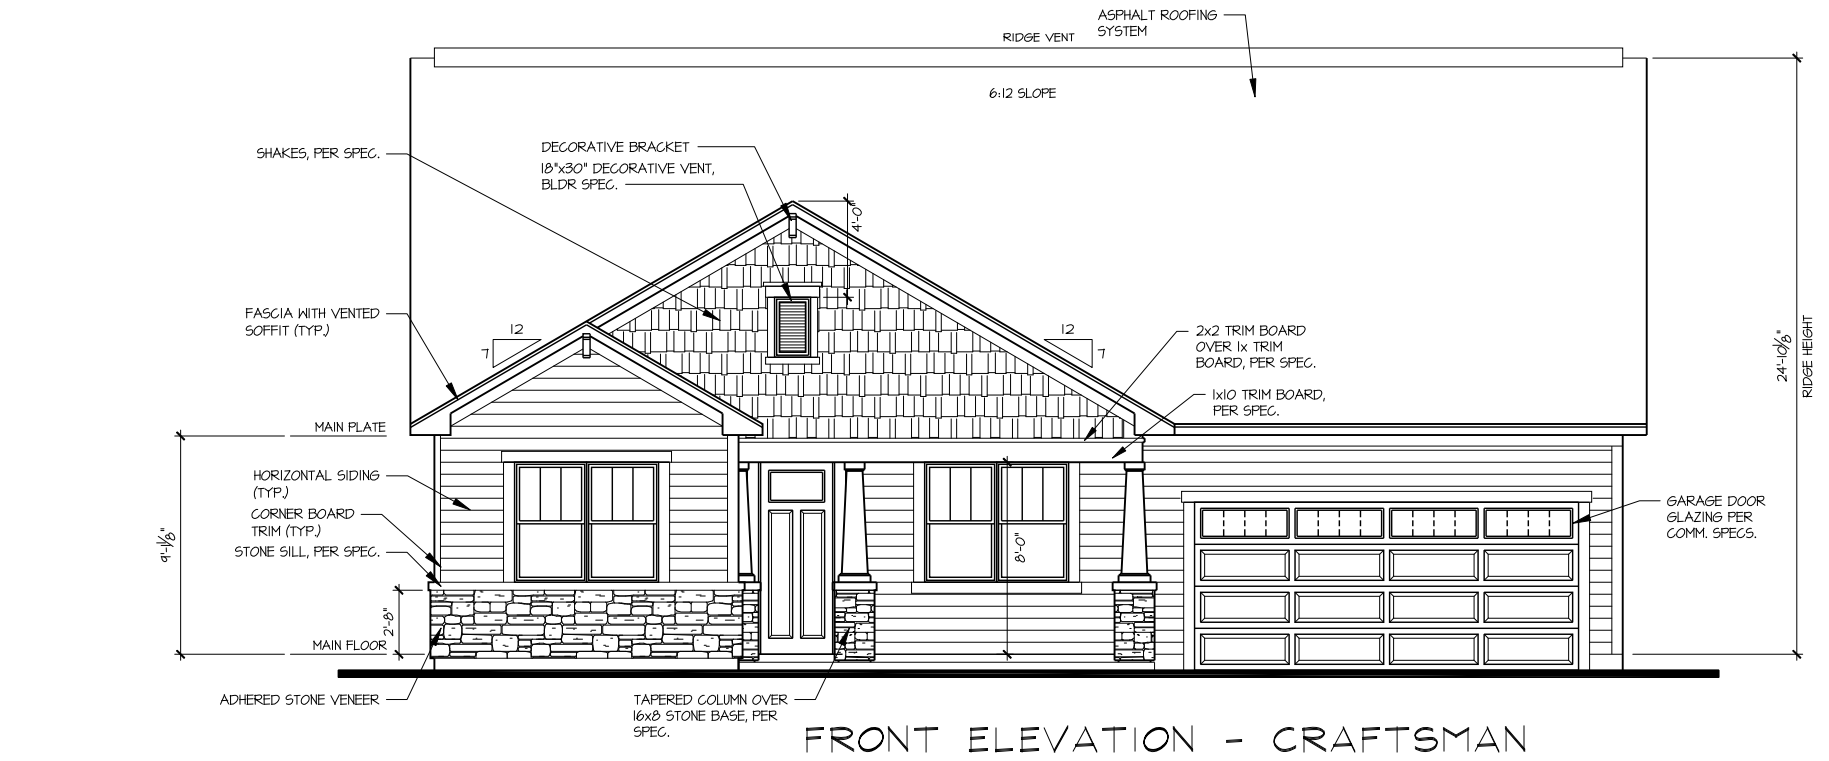 ASPHALT ROOFING
SYSTEM
RIDGE VENT
6:12 SLOPE
DECORATIVE BRACKET
SHAKES, PER SPEC.
18"x30" DECORATIVE VENT,
BLDR SPEC.
4'-0"
FASCIA WITH VENTED
SOFFIT (TYP.)
12
7
12
7
2x2 TRIM BOARD
OVER 1x TRIM
BOARD, PER SPEC.
24'-10 1/8"
RIDGE HEIGHT
1x10 TRIM BOARD,
PER SPEC.
MAIN PLATE
HORIZONTAL SIDING
(TYP.)
GARAGE DOOR
GLAZING PER
COMM. SPECS.
CORNER BOARD
TRIM (TYP.)
9'-1 1/8"
8'-0"
STONE SILL, PER SPEC.
2'-8"
MAIN FLOOR
ADHERED STONE VENEER
TAPERED COLUMN OVER
16x8 STONE BASE, PER
SPEC.
FRONT ELEVATION - CRAFTSMAN